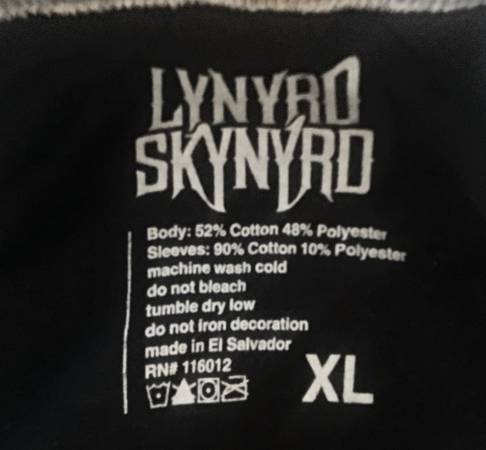 LYNYRD
SKYNYRD
Body: 52% Cotton 48% Polyester
Sleeves: 90% Cotton 10% Polyester
machine wash cold
do not bleach
tumble dry low
do not iron decoration
made in El Salvador
RN# 116012
XL